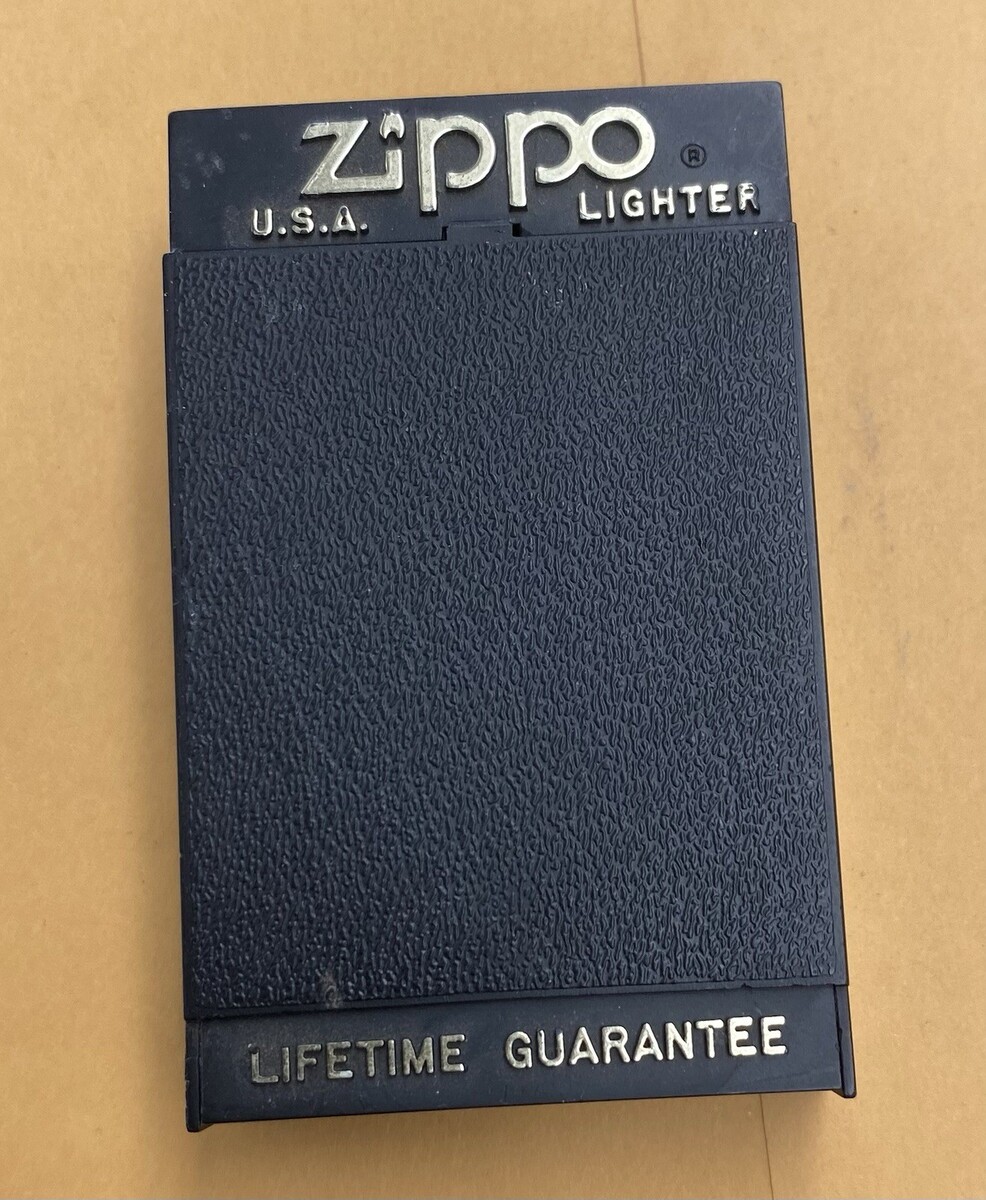 Zippo ®
U.S.A. LIGHTER
LIFETIME GUARANTEE